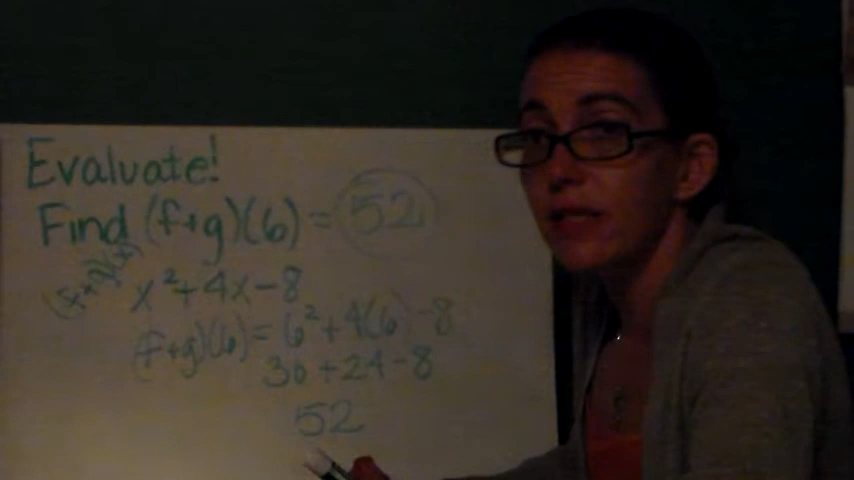 Evaluate!
Find (f+g)(6) = 52
(f+g)(x)
x²+4x-8
(f+g)(6) = 6²+4(6)-8
36+24-8
52